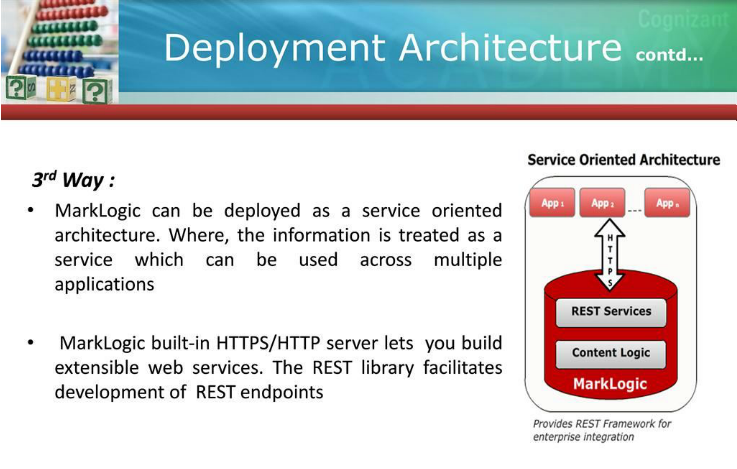 Cognizant
Deployment Architecture contd...
3rd Way :
• MarkLogic can be deployed as a service oriented
architecture. Where, the information is treated as a
service which can be used across multiple
applications
• MarkLogic built-in HTTPS/HTTP server lets you build
extensible web services. The REST library facilitates
development of REST endpoints
Service Oriented Architecture
App 1 App 2 ---- App n
HTTPS
REST Services
Content Logic
MarkLogic
Provides REST Framework for
enterprise integration